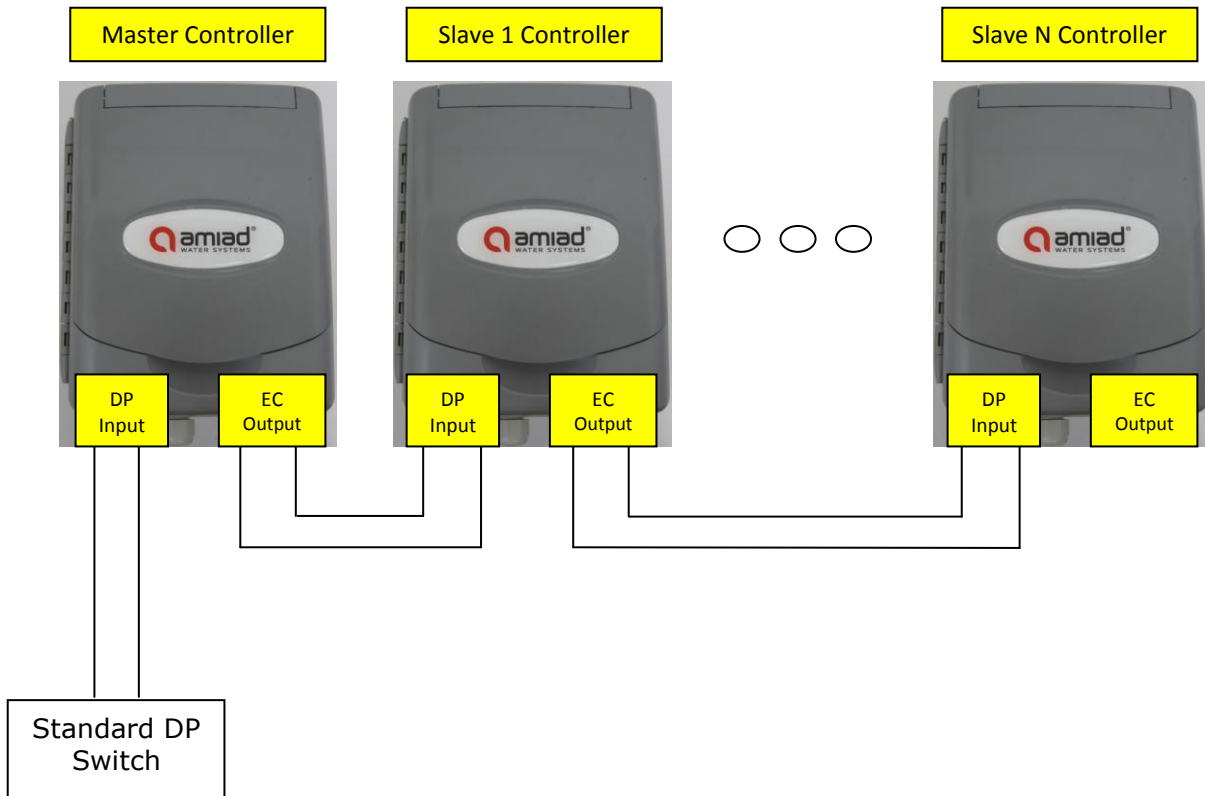 Master Controller
Slave 1 Controller
Slave N Controller
amiad®
WATER SYSTEMS
amiad®
WATER SYSTEMS
amiad®
WATER SYSTEMS
DP
Input
EC
Output
DP
Input
EC
Output
DP
Input
EC
Output
Standard DP
Switch